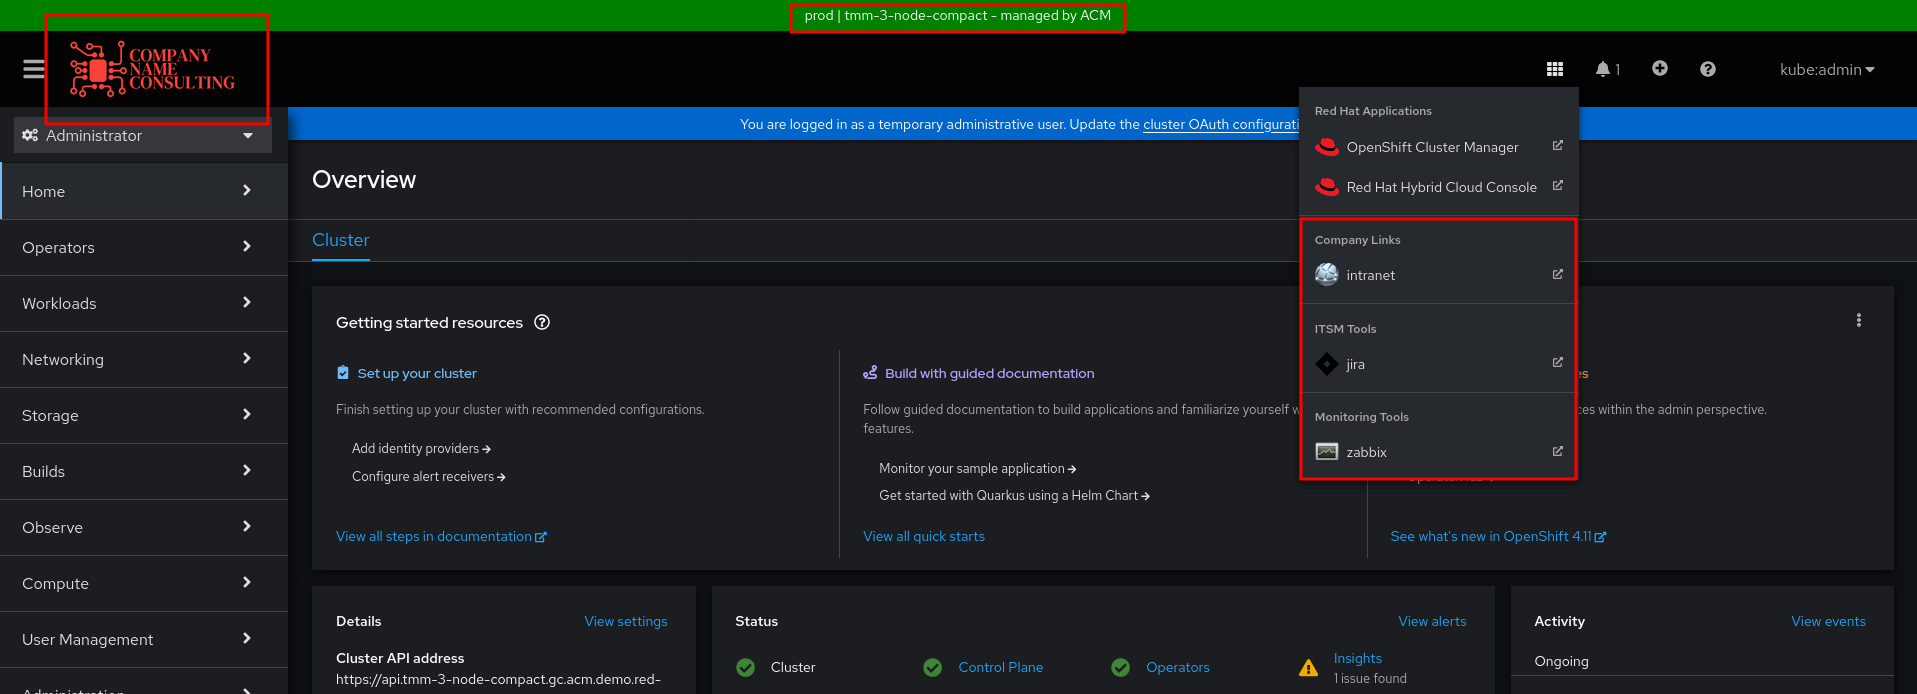 prod | tmm-3-node-compact - managed by ACM
COMPANY
NAME
CONSULTING
1
kube:admin
Administrator
You are logged in as a temporary administrative user. Update the cluster OAuth
Home
Operators
Workloads
Networking
Storage
Builds
Observe
Compute
User Management
Administration
Red Hat Applications
OpenShift Cluster Manager
Red Hat Hybrid Cloud Console
Company Links
intranet
ITSM Tools
jira
Monitoring Tools
zabbix
Overview
Cluster
Getting started resources
Set up your cluster
Finish setting up your cluster with recommended configurations.
Add identity providers
Configure alert receivers
View all steps in documentation
Build with guided documentation
Follow guided documentation to build applications and familiarize yourself
features.
Monitor your sample application
Get started with Quarkus using a Helm Chart
View all quick starts
within the admin perspective.
See what's new in OpenShift 4.11
Details
View settings
Cluster API address
https://api.tmm-3-node-compact.gc.acm.demo.red-
Status
View alerts
Cluster
Control Plane
Operators
Insights
1 issue found
Activity
View events
Ongoing